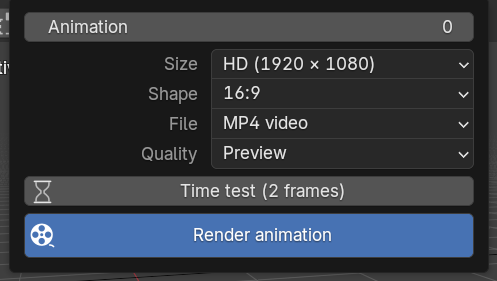 Animation 0
Size HD (1920 × 1080)
Shape 16:9
File MP4 video
Quality Preview
Time test (2 frames)
Render animation